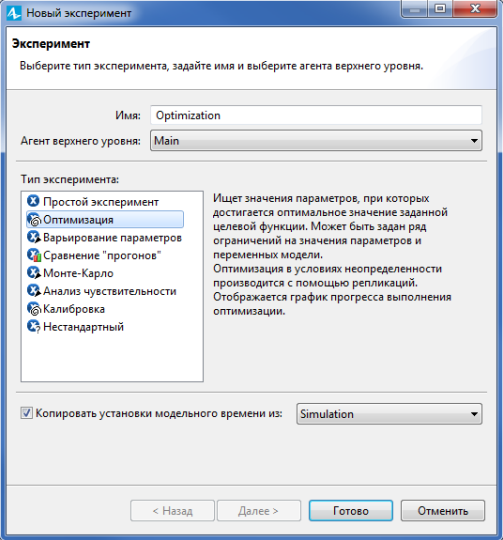 Новый эксперимент
Эксперимент
Выберите тип эксперимента, задайте имя и выберите агента верхнего уровня.
Имя: Optimization
Агент верхнего уровня: Main
Тип эксперимента:
Простой эксперимент
Оптимизация
Варьирование параметров
Сравнение "прогонов"
Монте-Карло
Анализ чувствительности
Калибровка
Нестандартный
Ищет значения параметров, при которых
достигается оптимальное значение заданной
целевой функции. Может быть задан ряд
ограничений на значения параметров и
переменных модели.
Оптимизация в условиях неопределенности
производится с помощью репликаций.
Отображается график прогресса выполнения
оптимизации.
Копировать установки модельного времени из: Simulation
< Назад Далее > Готово Отменить